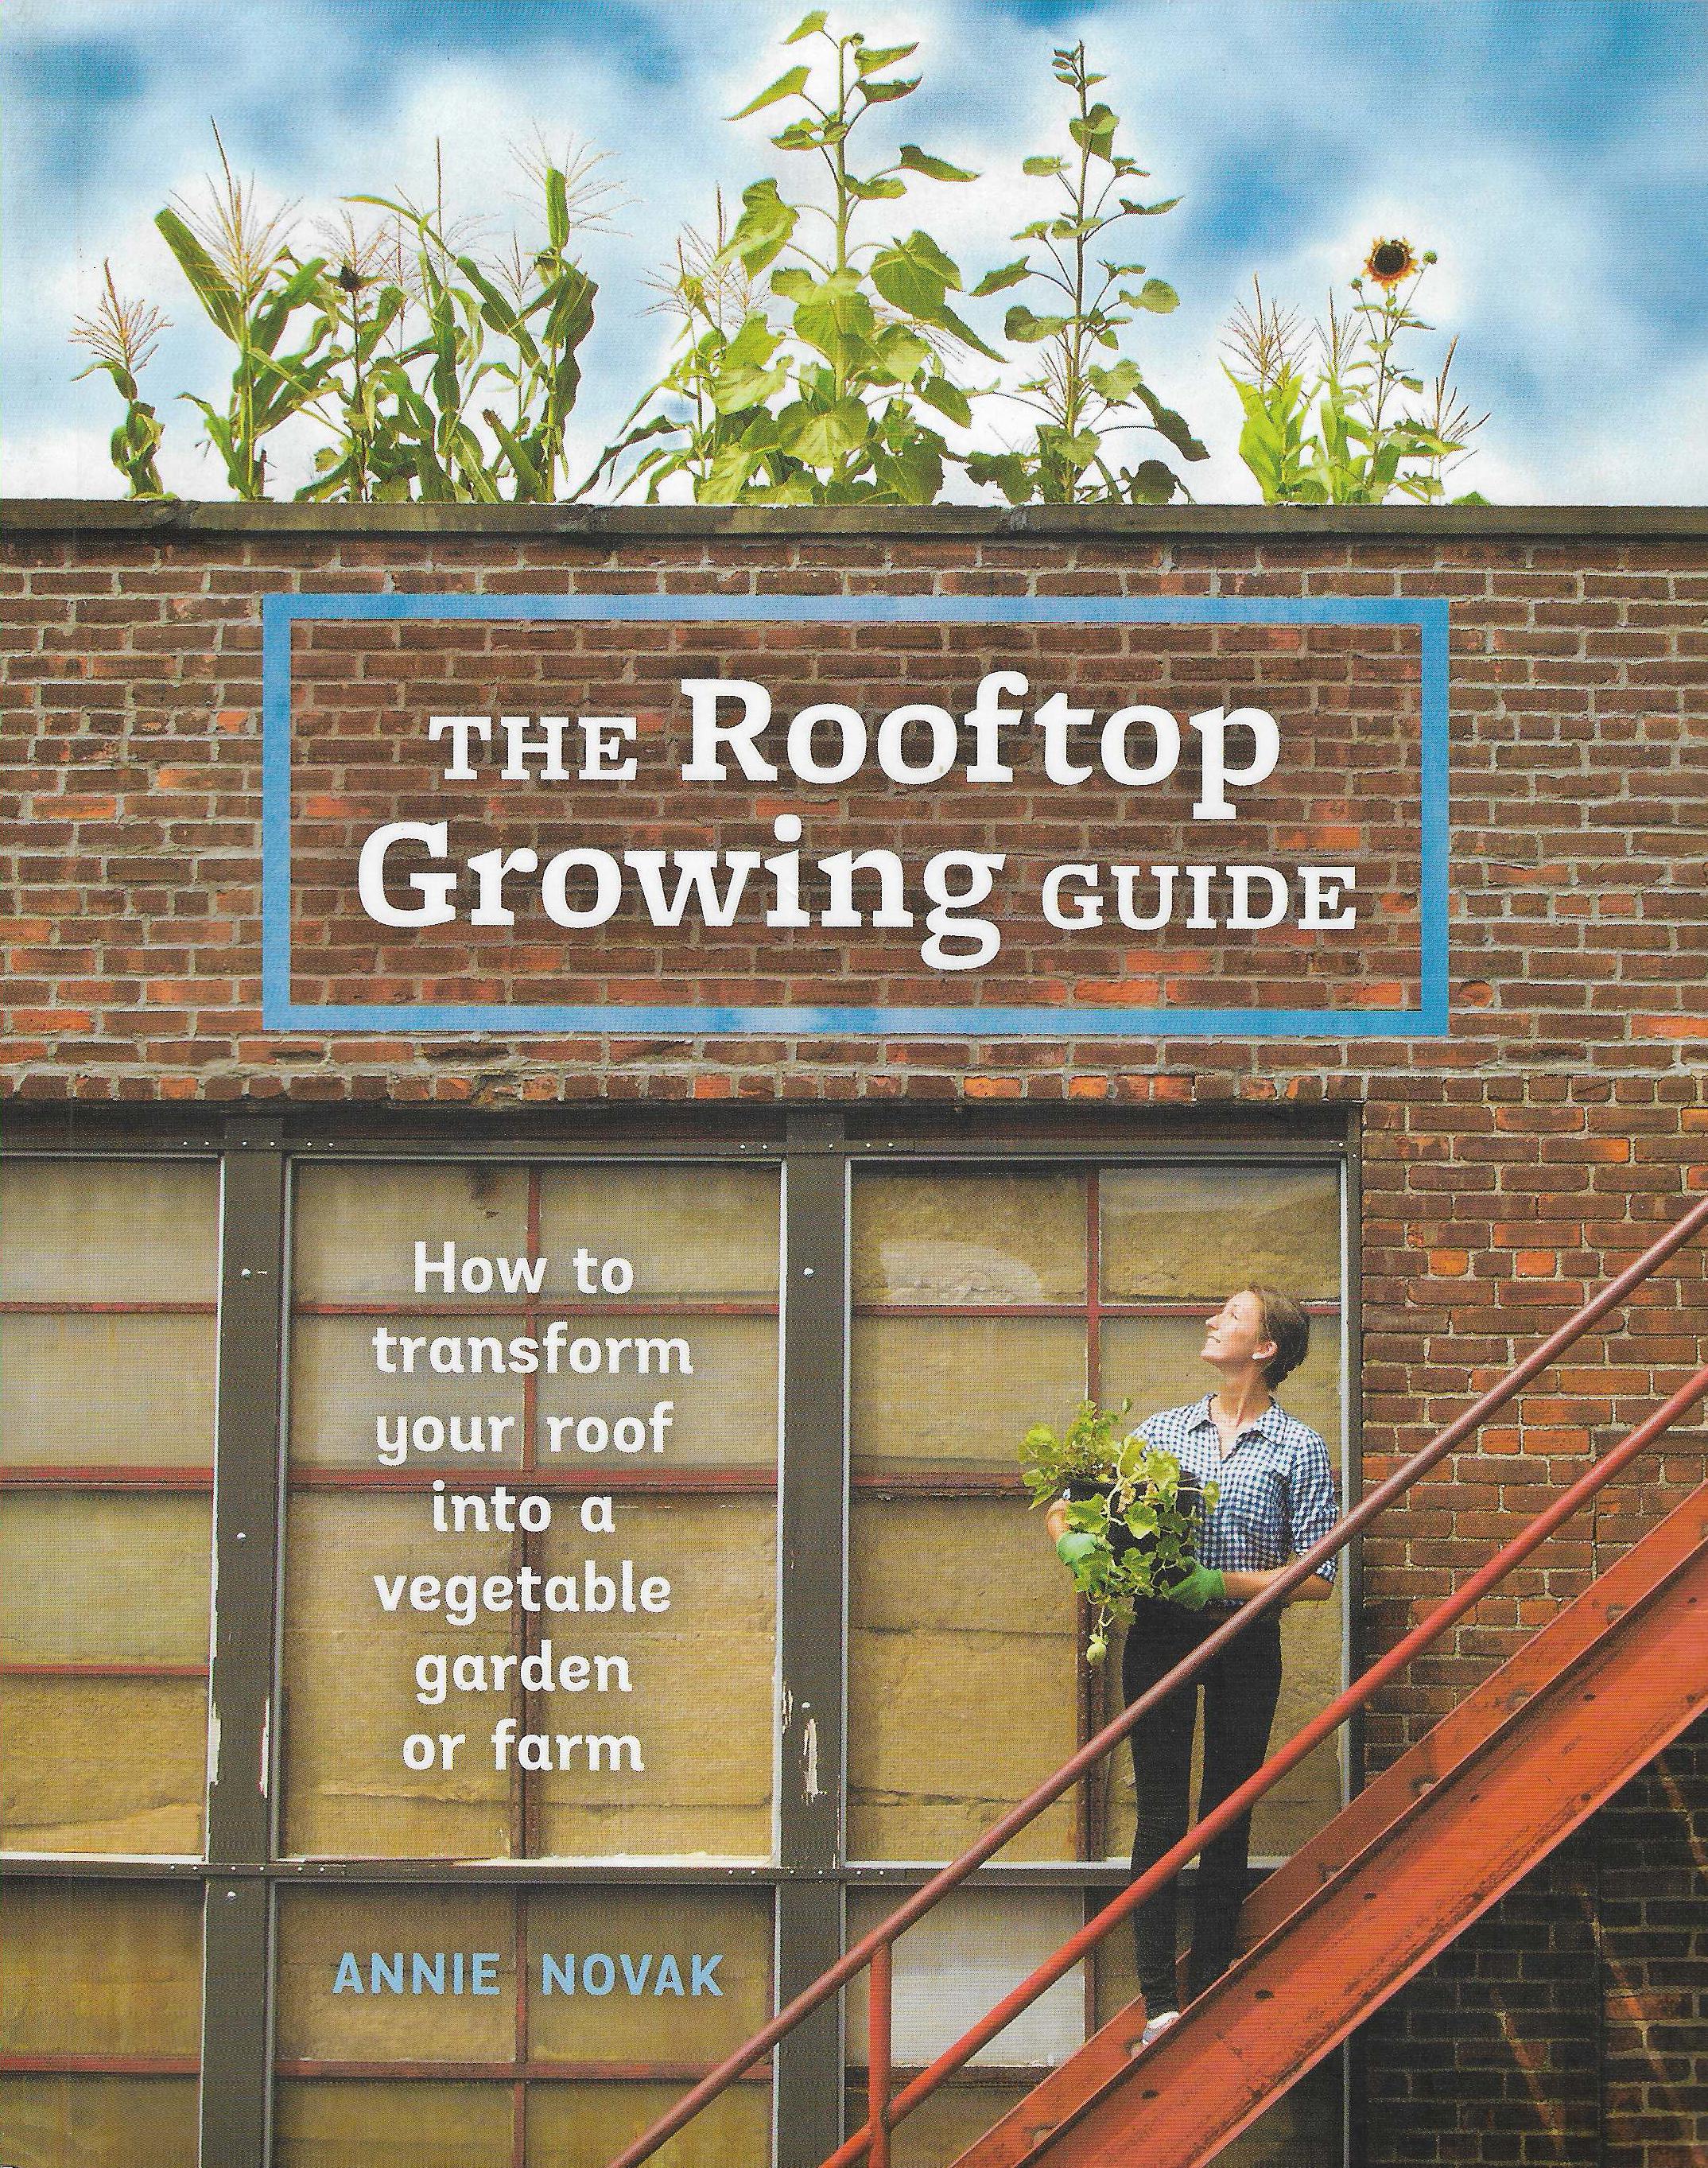 THE Rooftop
Growing GUIDE
How to
transform
your roof
into a
vegetable
garden
or farm
ANNIE NOVAK